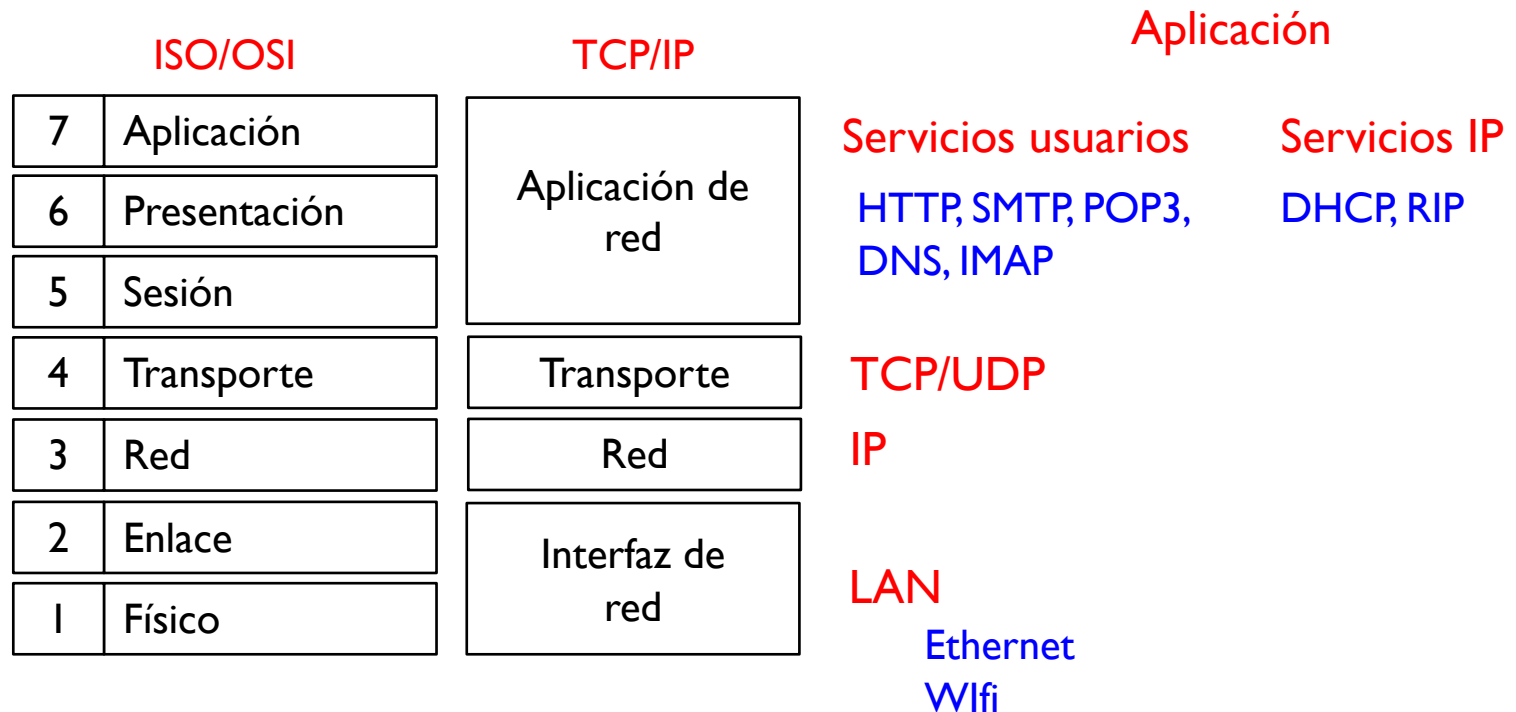 ISO/OSI
7 Aplicación
6 Presentación
5 Sesión
4 Transporte
3 Red
2 Enlace
1 Físico
TCP/IP
Aplicación de
red
Transporte
Red
Interfaz de
red
Aplicación
Servicios usuarios
HTTP, SMTP, POP3,
DNS, IMAP
Servicios IP
DHCP, RIP
TCP/UDP
IP
LAN
Ethernet
WIfi